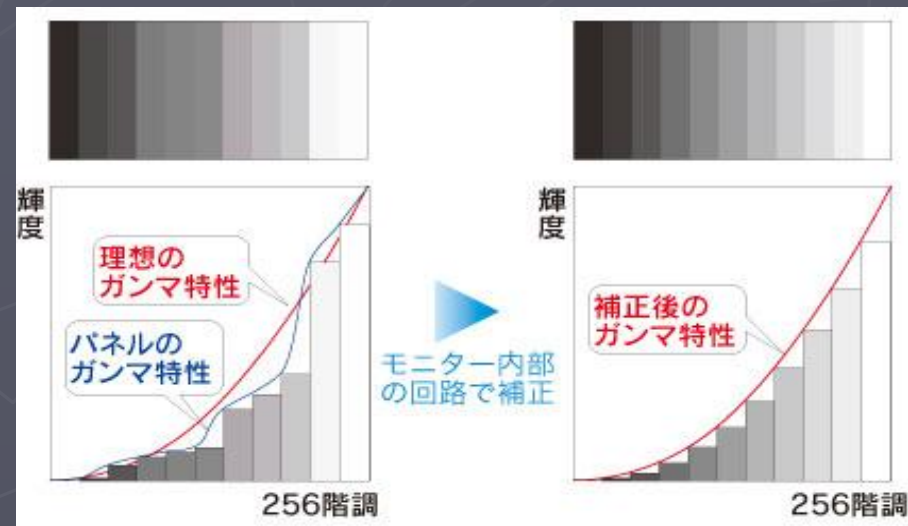 輝
度
理想の
ガンマ特性
パネルの
ガンマ特性
256階調
モニター内部
の回路で補正
輝
度
補正後の
ガンマ特性
256階調